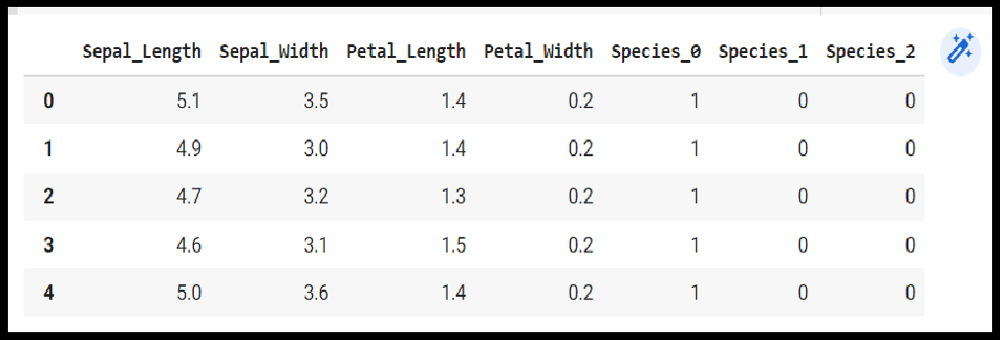 Sepal_Length Sepal_Width Petal_Length Petal_Width Species_0 Species_1 Species_2
0 5.1 3.5 1.4 0.2 1 0 0
1 4.9 3.0 1.4 0.2 1 0 0
2 4.7 3.2 1.3 0.2 1 0 0
3 4.6 3.1 1.5 0.2 1 0 0
4 5.0 3.6 1.4 0.2 1 0 0